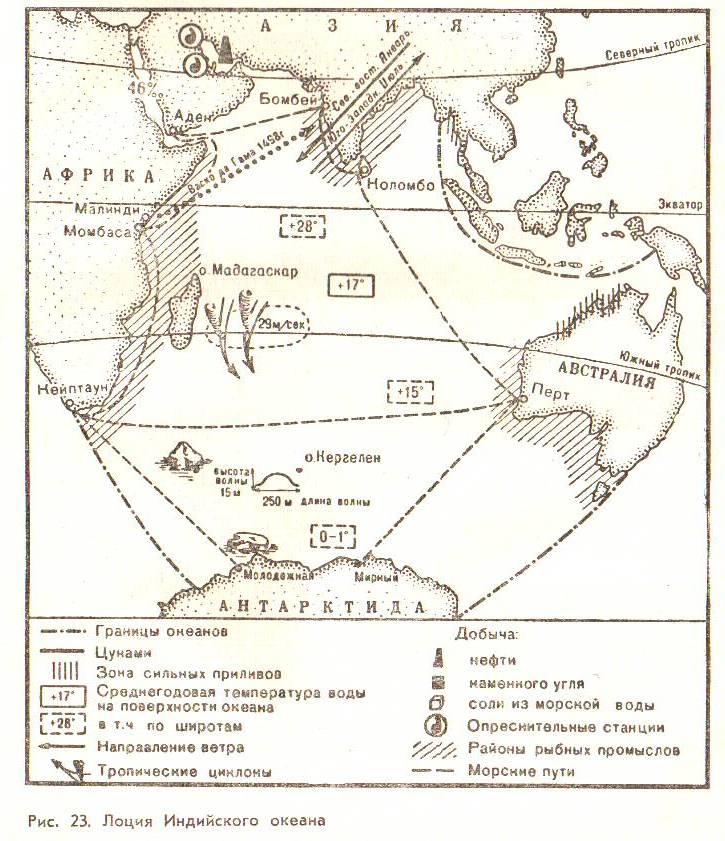 АЗИЯ
Северный тропик
46‰
Аден
Бомбей
Сев.-вост. Январь
Юго-западн. Июль
Васко да Гама 1498г
АФРИКА
Коломбо
Малинди
Момбаса
Экватор
+28°
о.Мадагаскар
+17°
29м/сек
Южный тропик
АВСТРАЛИЯ
Кейптаун
+15°
Перт
о.Кергелен
высота
волны
15м
250 м длина волны
0-1°
Молодежная
Мирный
АНТАРКТИДА
Границы океанов
Цунами
Зона сильных приливов
+17° Среднегодовая температура воды
на поверхности океана
+28° в т.ч по широтам
Направление ветра
Тропические циклоны
Добыча:
нефти
каменного угля
соли из морской воды
Опреснительные станции
Районы рыбных промыслов
Морские пути
Рис. 23. Лоция Индийского океана